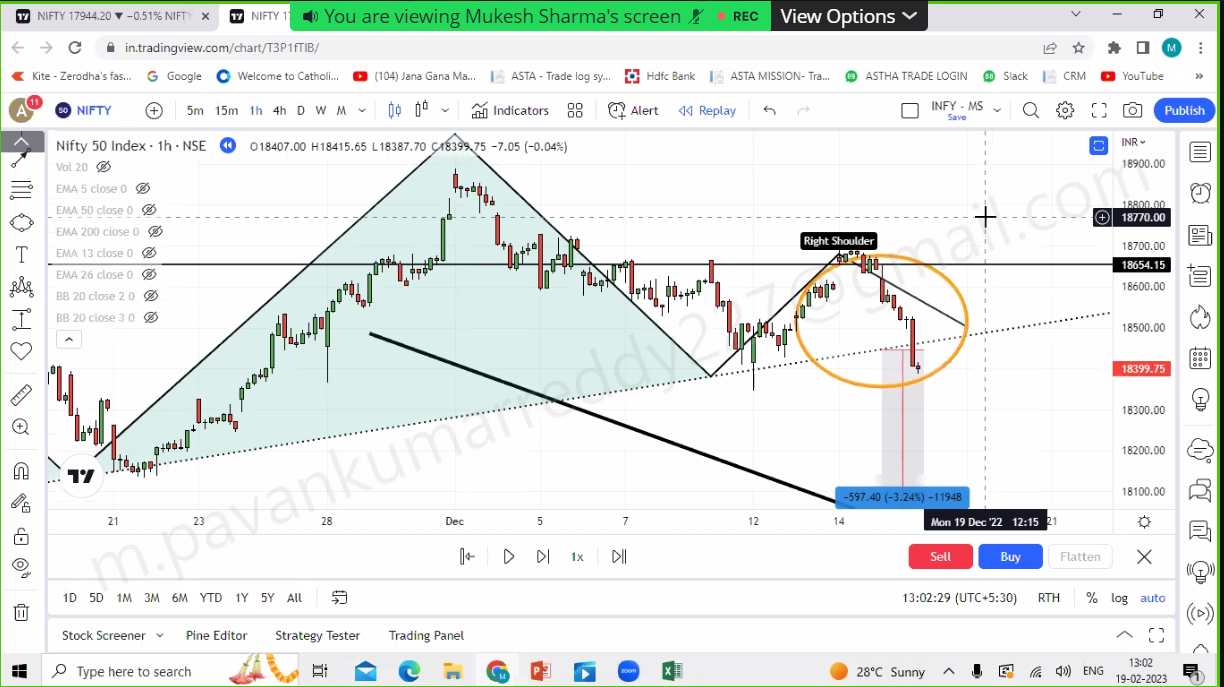 NIFTY 17944.20 ▼ −0.51% NIFT
NIFTY 17
You are viewing Mukesh Sharma's screen
REC
View Options
in.tradingview.com/chart/T3P1fTIB/
M
Kite - Zerodha's fas...
Google
Welcome to Catholi...
(104) Jana Gana Ma...
ASTA - Trade log sy...
Hdfc Bank
ASTA MISSION- Tra...
ASTHA TRADE LOGIN
Slack
CRM
YouTube
»
A
11
50 NIFTY
5m 15m 1h 4h D W M
Indicators
Alert
Replay
INFY - MS
Save
Publish
Nifty 50 Index · 1h · NSE
O18407.00 H18415.65 L18387.70 C18399.75 −7.05 (−0.04%)
INR
Vol 20
EMA 5 close 0
EMA 50 close 0
EMA 200 close 0
EMA 13 close 0
EMA 26 close 0
BB 20 close 2 0
BB 20 close 3 0
18900.00
18800.00
18770.00
18700.00
18654.15
18600.00
18500.00
18399.75
18300.00
18200.00
18100.00
Right Shoulder
m.pavankumarreddy227@gmail.com
−597.40 (−3.24%) −11948
21 23 28 Dec 5 7 12 14 Mon 19 Dec '22 12:15 21
1x
Sell
Buy
Flatten
1D 5D 1M 3M 6M YTD 1Y 5Y All
13:02:29 (UTC+5:30)
RTH
% log auto
Stock Screener
Pine Editor
Strategy Tester
Trading Panel
Type here to search
zoom
28°C Sunny
ENG
13:02
19-02-2023
1